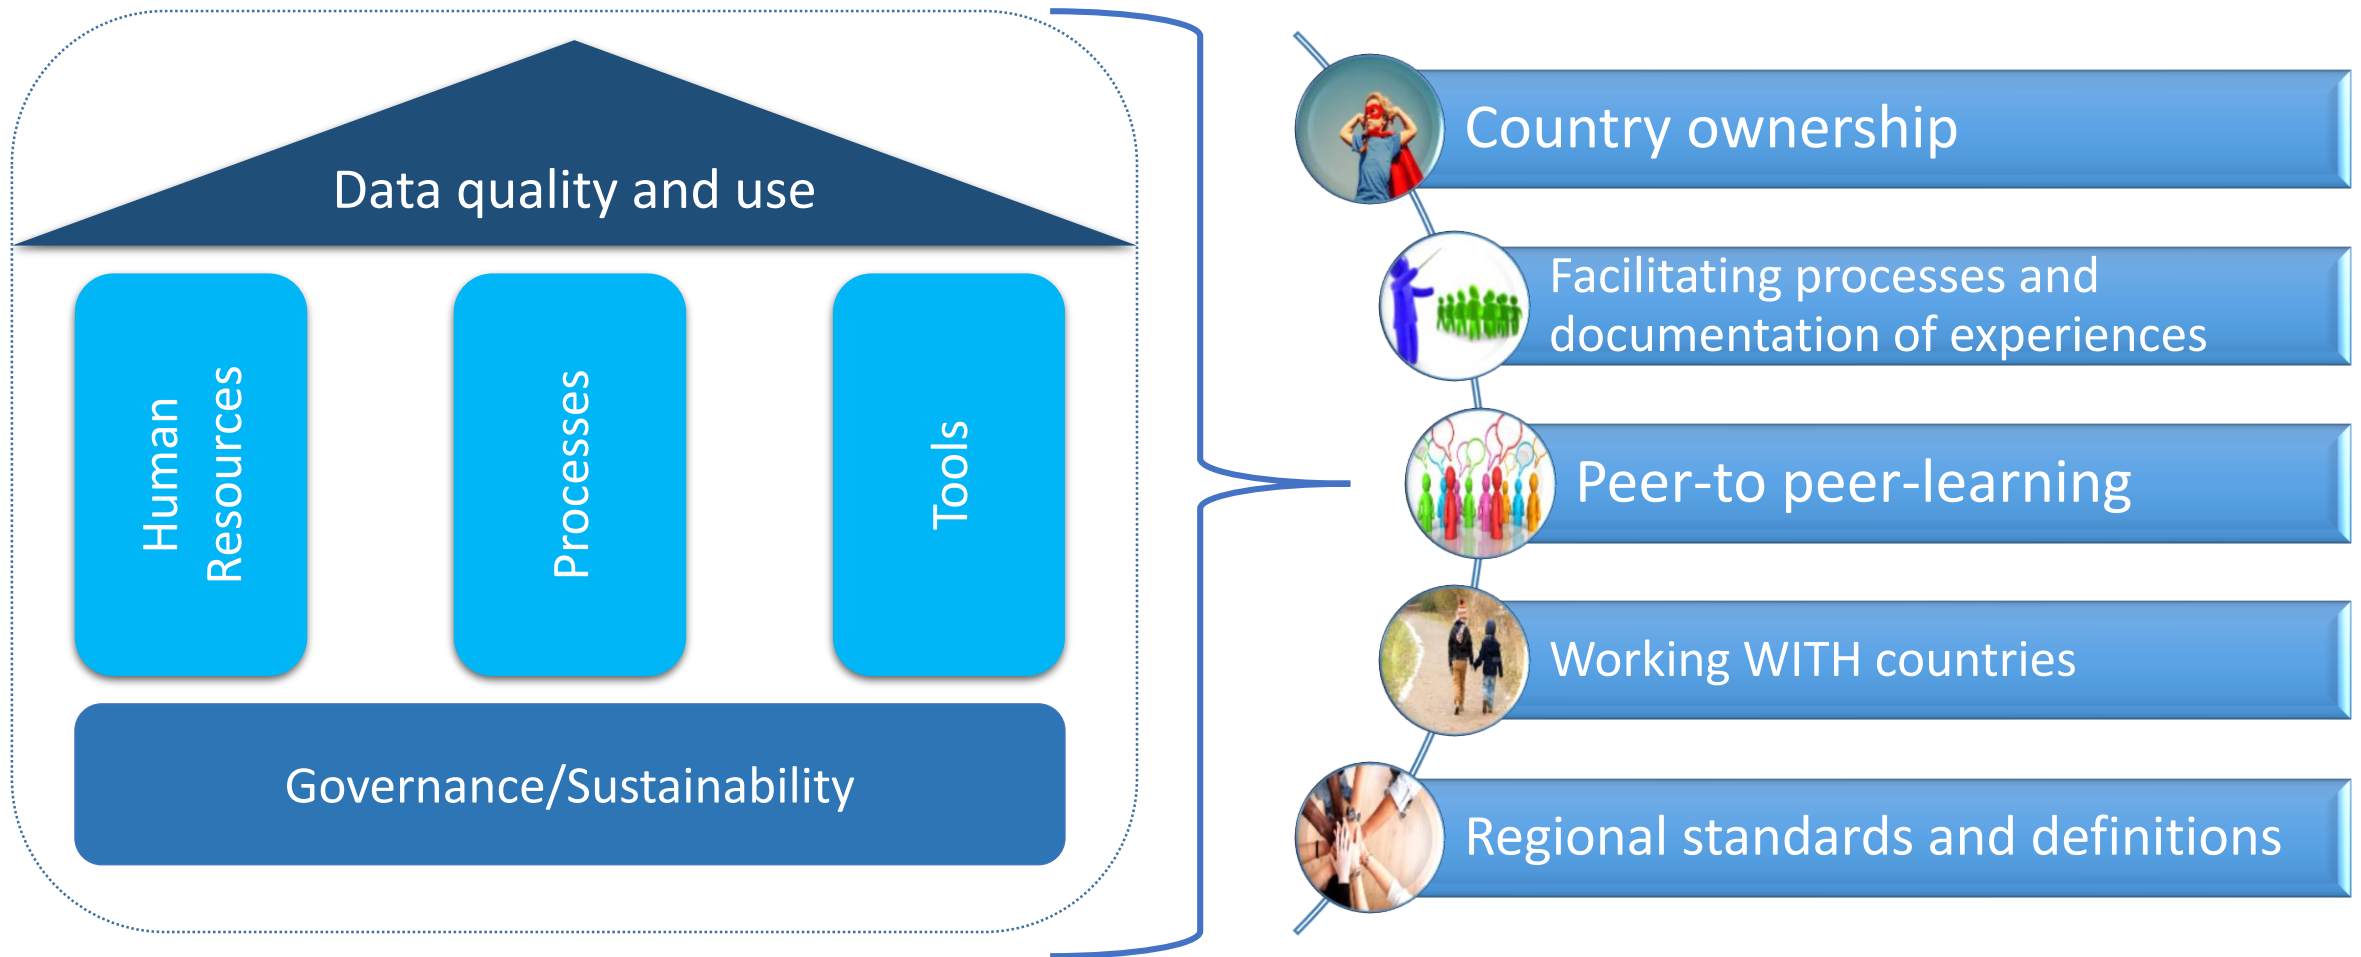 Data quality and use
Human
Resources
Processes
Tools
Governance/Sustainability
Country ownership
Facilitating processes and
documentation of experiences
Peer-to peer-learning
Working WITH countries
Regional standards and definitions